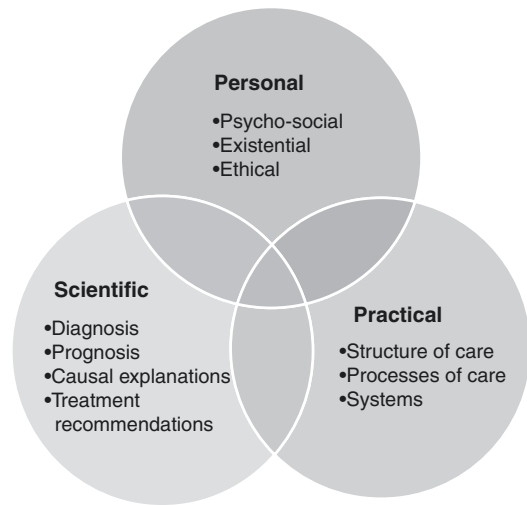 Personal
•Psycho-social
•Existential
•Ethical
Scientific
•Diagnosis
•Prognosis
•Causal explanations
•Treatment
recommendations
Practical
•Structure of care
•Processes of care
•Systems